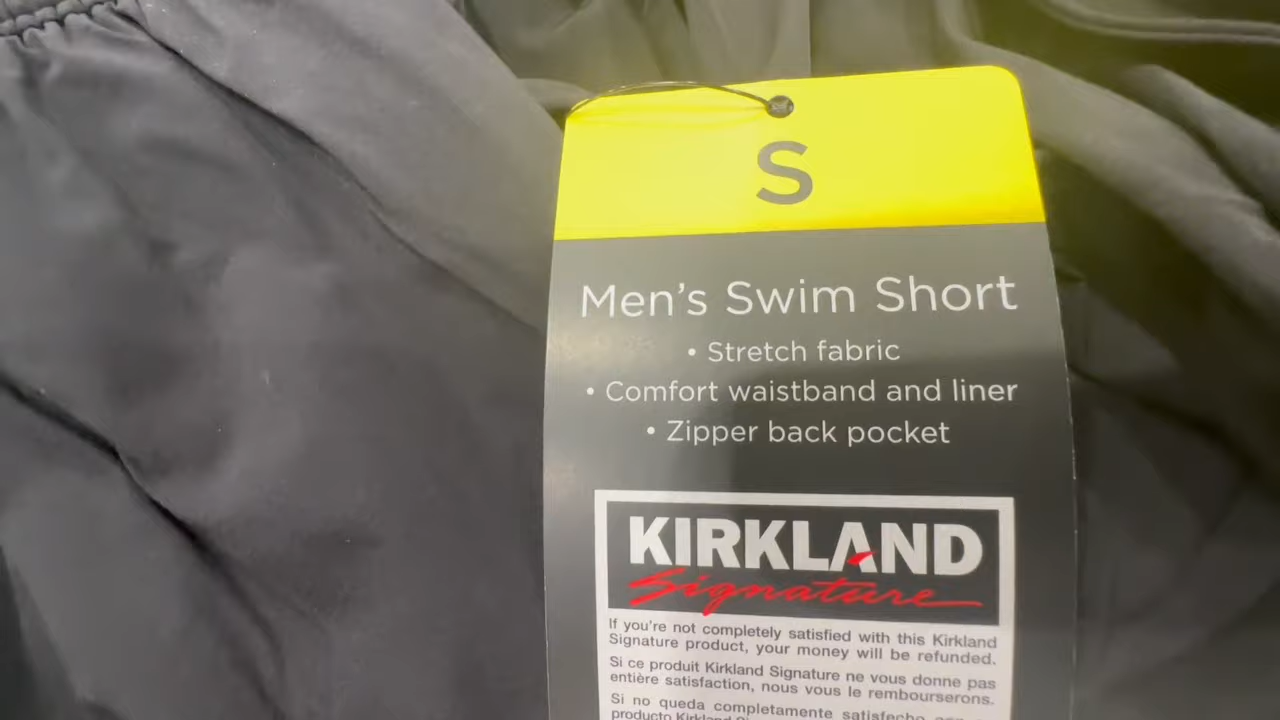 S
Men's Swim Short
• Stretch fabric
• Comfort waistband and liner
• Zipper back pocket
KIRKLAND
Signature
If you're not completely satisfied with this Kirkland
Signature product, your money will be refunded.
Si ce produit Kirkland Signature ne vous donne pas
entière satisfaction, nous vous le rembourserons.
Si no queda completamente satisfecho
producto Kirkland